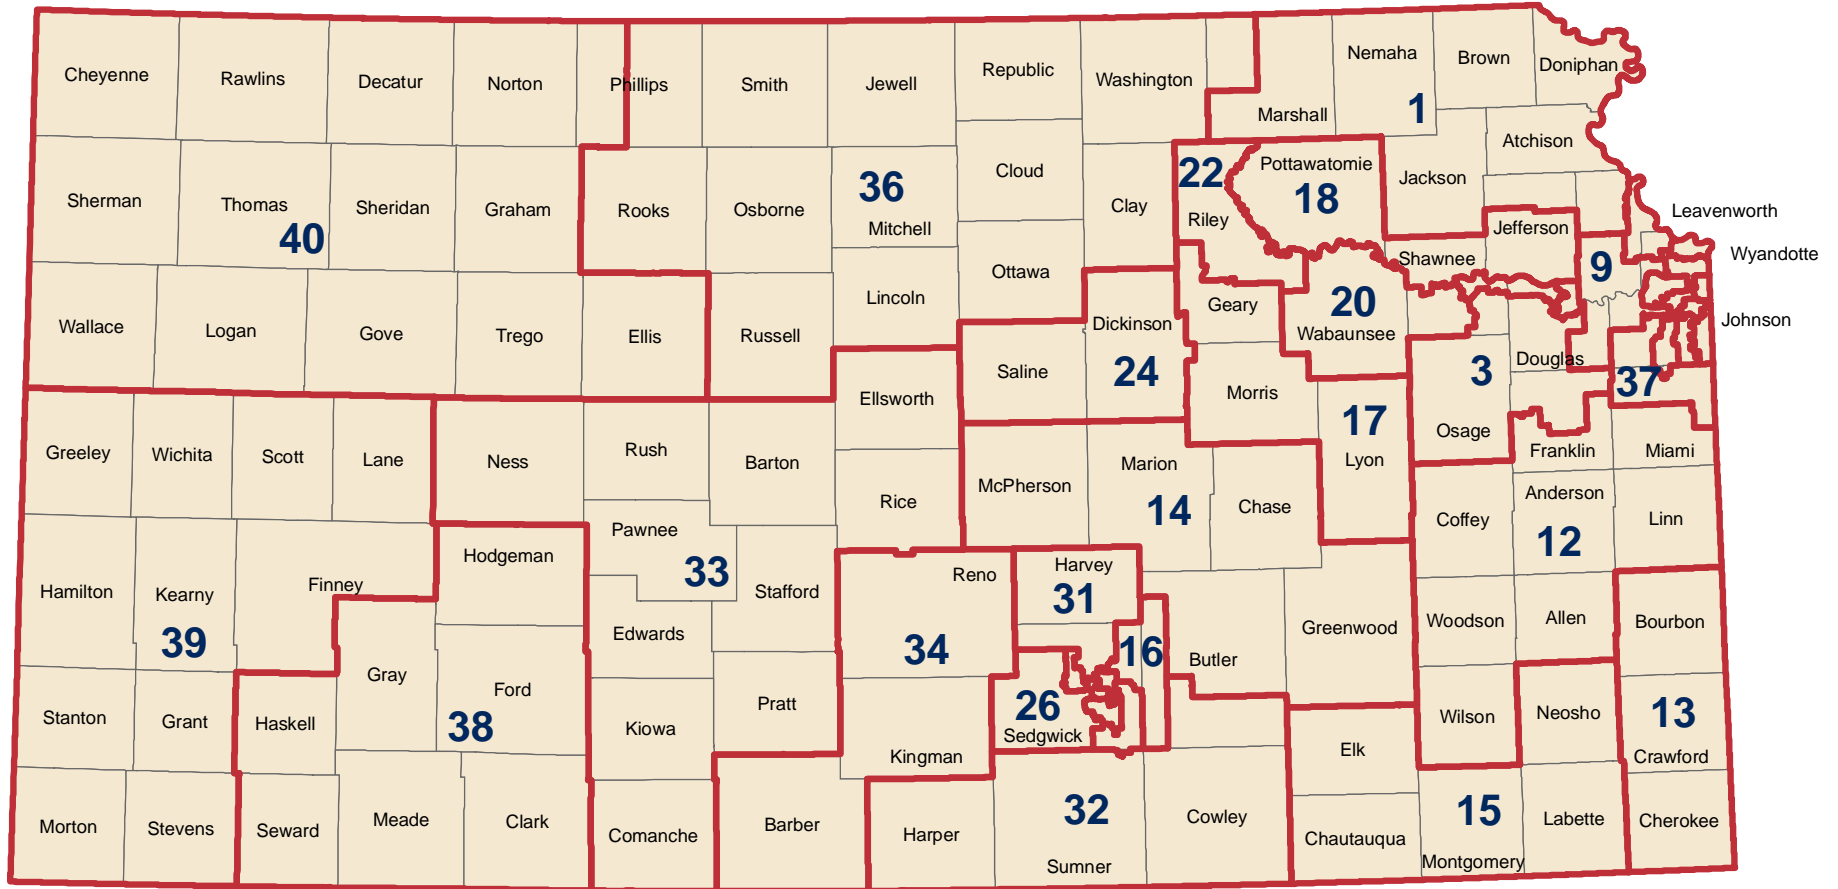 Cheyenne
Rawlins
Decatur
Norton
Phillips
Smith
Jewell
Republic
Washington
Marshall
Nemaha
Brown
Doniphan
1
Atchison
Sherman
Thomas
40
Sheridan
Graham
Rooks
Osborne
36
Mitchell
Cloud
Clay
22
Riley
Pottawatomie
18
Jackson
Jefferson
Leavenworth
Wyandotte
9
Shawnee
Johnson
Wallace
Logan
Gove
Trego
Ellis
Russell
Lincoln
Ottawa
Dickinson
24
Saline
Geary
20
Wabaunsee
3
Douglas
37
Ellsworth
Morris
17
Lyon
Osage
Franklin
Miami
Greeley
Wichita
Scott
Lane
Ness
Rush
Barton
Rice
McPherson
Marion
14
Chase
Coffey
Anderson
12
Linn
Hamilton
Kearny
39
Finney
Hodgeman
Pawnee
33
Stafford
Edwards
Reno
34
Harvey
31
16
Butler
Greenwood
Woodson
Allen
Bourbon
Stanton
Grant
Haskell
Gray
Ford
38
Kiowa
Pratt
Kingman
26
Sedgwick
Elk
Wilson
Neosho
13
Crawford
Morton
Stevens
Seward
Meade
Clark
Comanche
Barber
Harper
32
Sumner
Cowley
Chautauqua
15
Montgomery
Labette
Cherokee